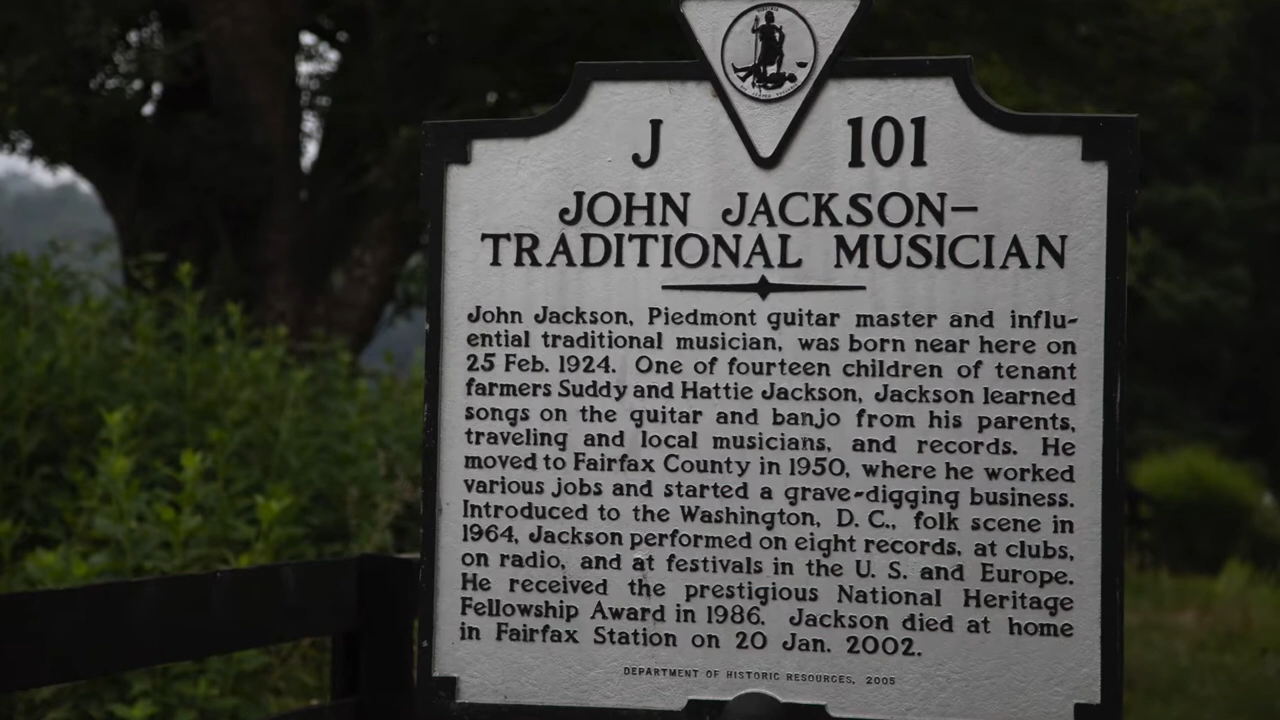 VIRGINIA
J 101
JOHN JACKSON–
TRADITIONAL MUSICIAN
John Jackson, Piedmont guitar master and influ-
ential traditional musician, was born near here on
25 Feb. 1924. One of fourteen children of tenant
farmers Suddy and Hattie Jackson, Jackson learned
songs on the guitar and banjo from his parents,
traveling and local musicians, and records. He
moved to Fairfax County in 1950, where he worked
various jobs and started a grave-digging business.
Introduced to the Washington, D. C., folk scene in
1964, Jackson performed on eight records, at clubs,
on radio, and at festivals in the U. S. and Europe.
He received the prestigious National Heritage
Fellowship Award in 1986. Jackson died at home
in Fairfax Station on 20 Jan. 2002.
DEPARTMENT OF HISTORIC RESOURCES, 2005